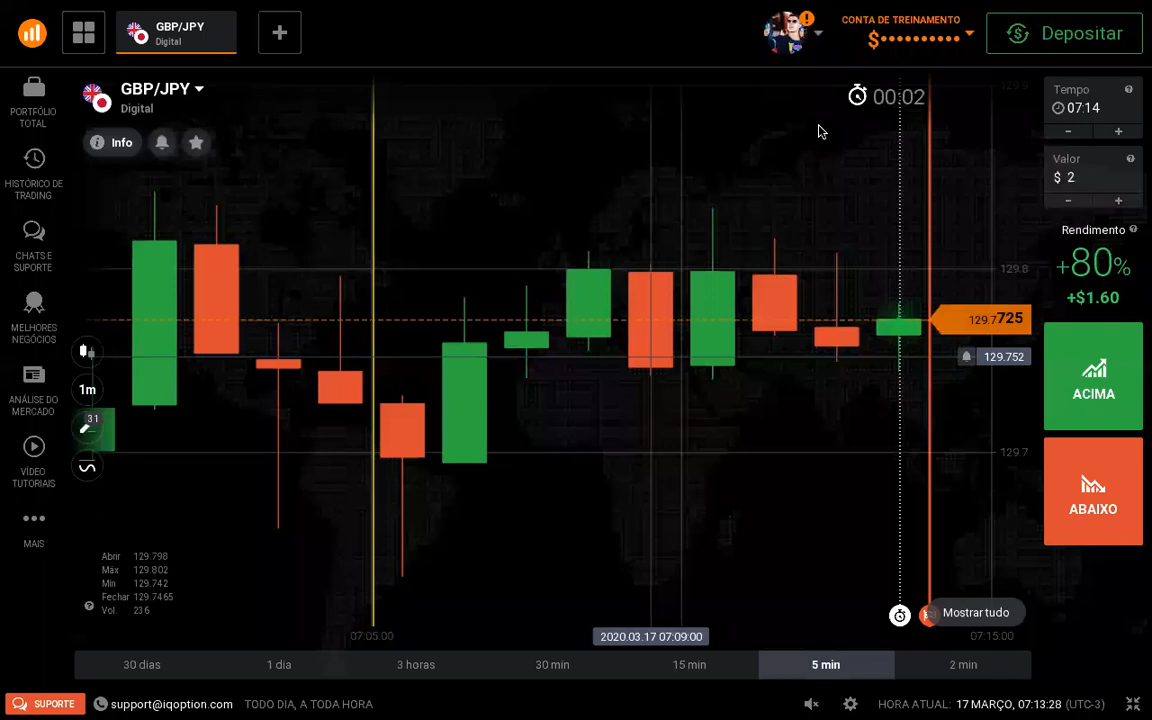 GBP/JPY
Digital
CONTA DE TREINAMENTO
$••••••••••
Depositar
PORTFÓLIO
TOTAL
HISTÓRICO DE
TRADING
CHATS E
SUPORTE
MELHORES
NEGÓCIOS
ANÁLISE DO
MERCADO
VÍDEO
TUTORIAIS
MAIS
GBP/JPY
Digital
Info
1m
31
00:02
129.9
129.8
129.7725
129.752
129.7
Abrir 129.798
Máx 129.802
Mín 129.742
Fechar 129.7465
Vol. 236
Mostrar tudo
07:05:00
2020.03.17 07:09:00
07:15:00
30 dias
1 dia
3 horas
30 min
15 min
5 min
2 min
Tempo
07:14
- +
Valor
$ 2
- +
Rendimento
+80%
+$1.60
ACIMA
ABAIXO
SUPORTE
support@iqoption.com
TODO DIA, A TODA HORA
HORA ATUAL: 17 MARÇO, 07:13:28 (UTC-3)